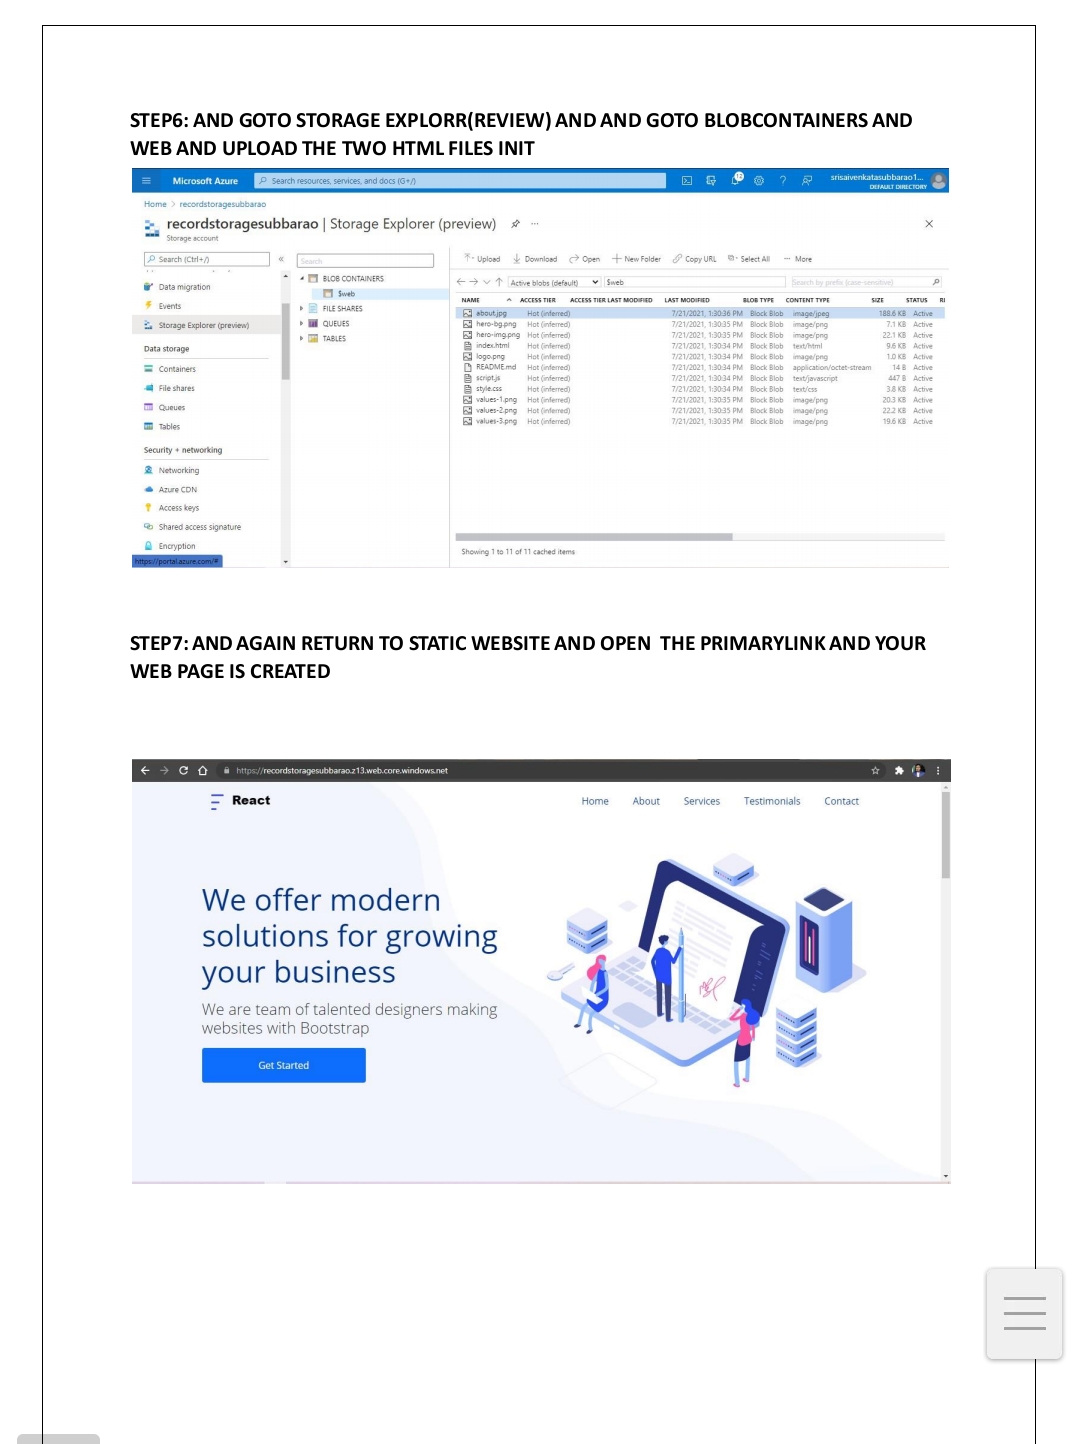 STEP6: AND GOTO STORAGE EXPLORR(REVIEW) AND AND GOTO BLOBCONTAINERS AND
WEB AND UPLOAD THE TWO HTML FILES INIT
Microsoft Azure
Search resources, services, and docs (G+/)
12
srisaivenkatasubbarao1...
DEFAULT DIRECTORY
Home > recordstoragesubbarao
recordstoragesubbarao | Storage Explorer (preview)
Storage account
Search (Ctrl+/)
Data migration
Events
Storage Explorer (preview)
Data storage
Containers
File shares
Queues
Tables
Security + networking
Networking
Azure CDN
Access keys
Shared access signature
Encryption
https://portal.azure.com/#
Search
BLOB CONTAINERS
$web
FILE SHARES
QUEUES
TABLES
Upload Download Open New Folder Copy URL Select All ... More
Active blobs (default) $web Search by prefix (case-sensitive)
NAME ACCESS TIER ACCESS TIER LAST MODIFIED LAST MODIFIED BLOB TYPE CONTENT TYPE SIZE STATUS RI
about.jpg Hot (inferred) 7/21/2021, 1:30:36 PM Block Blob image/jpeg 188.6 KB Active
hero-bg.png Hot (inferred) 7/21/2021, 1:30:35 PM Block Blob image/png 7.1 KB Active
hero-img.png Hot (inferred) 7/21/2021, 1:30:35 PM Block Blob image/png 22.1 KB Active
index.html Hot (inferred) 7/21/2021, 1:30:34 PM Block Blob text/html 9.6 KB Active
logo.png Hot (inferred) 7/21/2021, 1:30:34 PM Block Blob image/png 1.0 KB Active
README.md Hot (inferred) 7/21/2021, 1:30:34 PM Block Blob application/octet-stream 14 B Active
script.js Hot (inferred) 7/21/2021, 1:30:34 PM Block Blob text/javascript 447 B Active
style.css Hot (inferred) 7/21/2021, 1:30:34 PM Block Blob text/css 3.8 KB Active
values-1.png Hot (inferred) 7/21/2021, 1:30:35 PM Block Blob image/png 20.3 KB Active
values-2.png Hot (inferred) 7/21/2021, 1:30:35 PM Block Blob image/png 22.2 KB Active
values-3.png Hot (inferred) 7/21/2021, 1:30:35 PM Block Blob image/png 19.6 KB Active
Showing 1 to 11 of 11 cached items
STEP7: AND AGAIN RETURN TO STATIC WEBSITE AND OPEN THE PRIMARYLINK AND YOUR
WEB PAGE IS CREATED
https://recordstoragesubbarao.z13.web.core.windows.net
React
Home About Services Testimonials Contact
We offer modern
solutions for growing
your business
We are team of talented designers making
websites with Bootstrap
Get Started